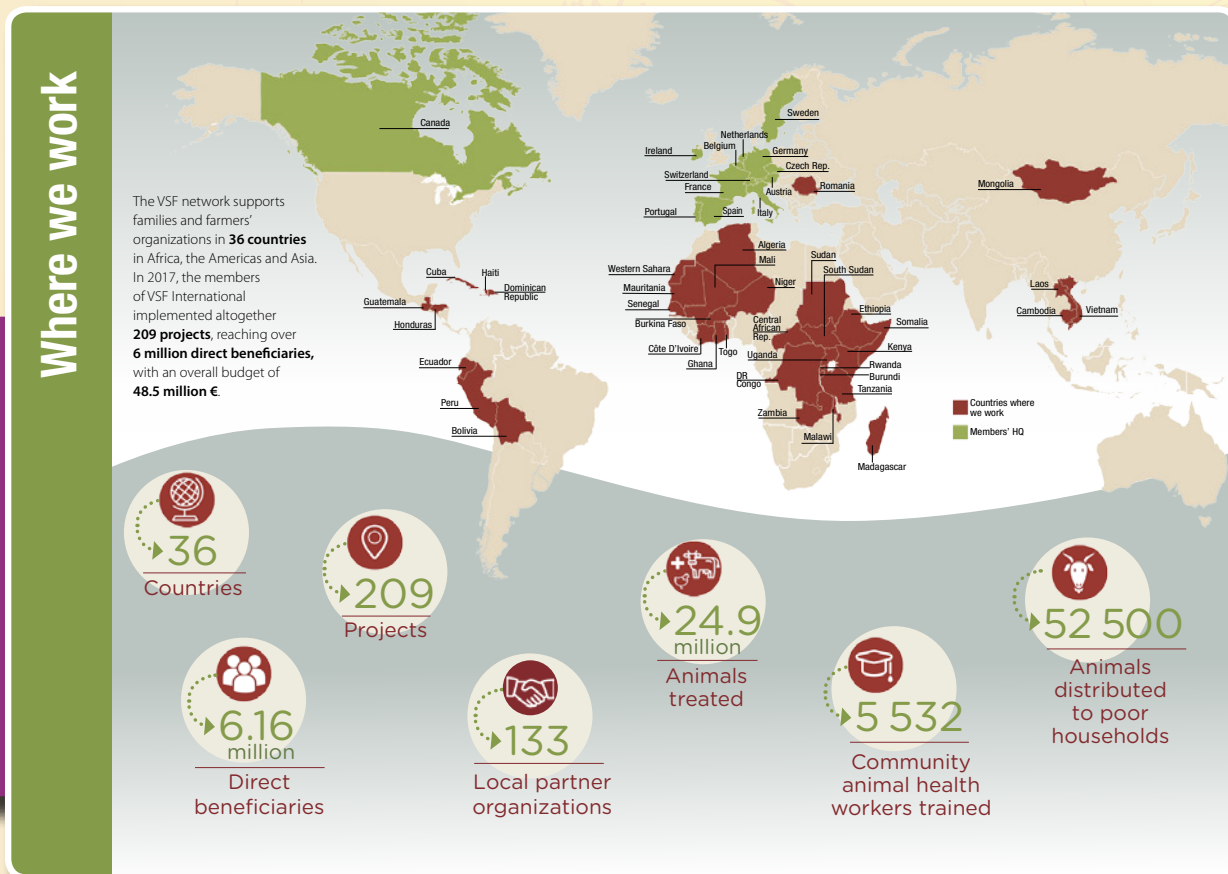 Where we work
The VSF network supports
families and farmers'
organizations in 36 countries
in Africa, the Americas and Asia.
In 2017, the members
of VSF International
implemented altogether
209 projects, reaching over
6 million direct beneficiaries,
with an overall budget of
48.5 million €.
Canada
Cuba
Haiti
Dominican
Republic
Guatemala
Honduras
Ecuador
Peru
Bolivia
Sweden
Netherlands
Belgium
Ireland
Germany
Czech Rep.
Switzerland
France
Austria
Romania
Portugal
Spain
Italy
Mongolia
Algeria
Mali
Western Sahara
Niger
Mauritania
Senegal
Burkina Faso
Côte D'Ivoire
Ghana
Togo
Central
African
Rep.
Sudan
South Sudan
Ethiopia
Somalia
Kenya
Uganda
Rwanda
Burundi
DR
Congo
Tanzania
Zambia
Malawi
Madagascar
Laos
Cambodia
Vietnam
Countries where
we work
Members' HQ
36
Countries
209
Projects
24.9
million
Animals
treated
52 500
Animals
distributed
to poor
households
6.16
million
Direct
beneficiaries
133
Local partner
organizations
5 532
Community
animal health
workers trained